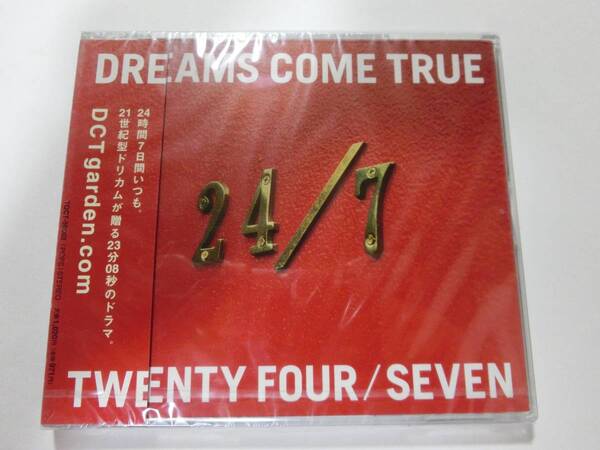 DREAMS COME TRUE
24/7
TWENTY FOUR/SEVEN
24時間7日間いつも。
21世紀型ドリカムが贈る23分08秒のドラマ。
DCTgarden.com